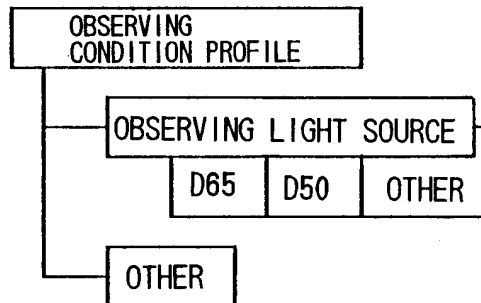 OBSERVING
CONDITION PROFILE
OBSERVING LIGHT SOURCE
D65 D50 OTHER
OTHER